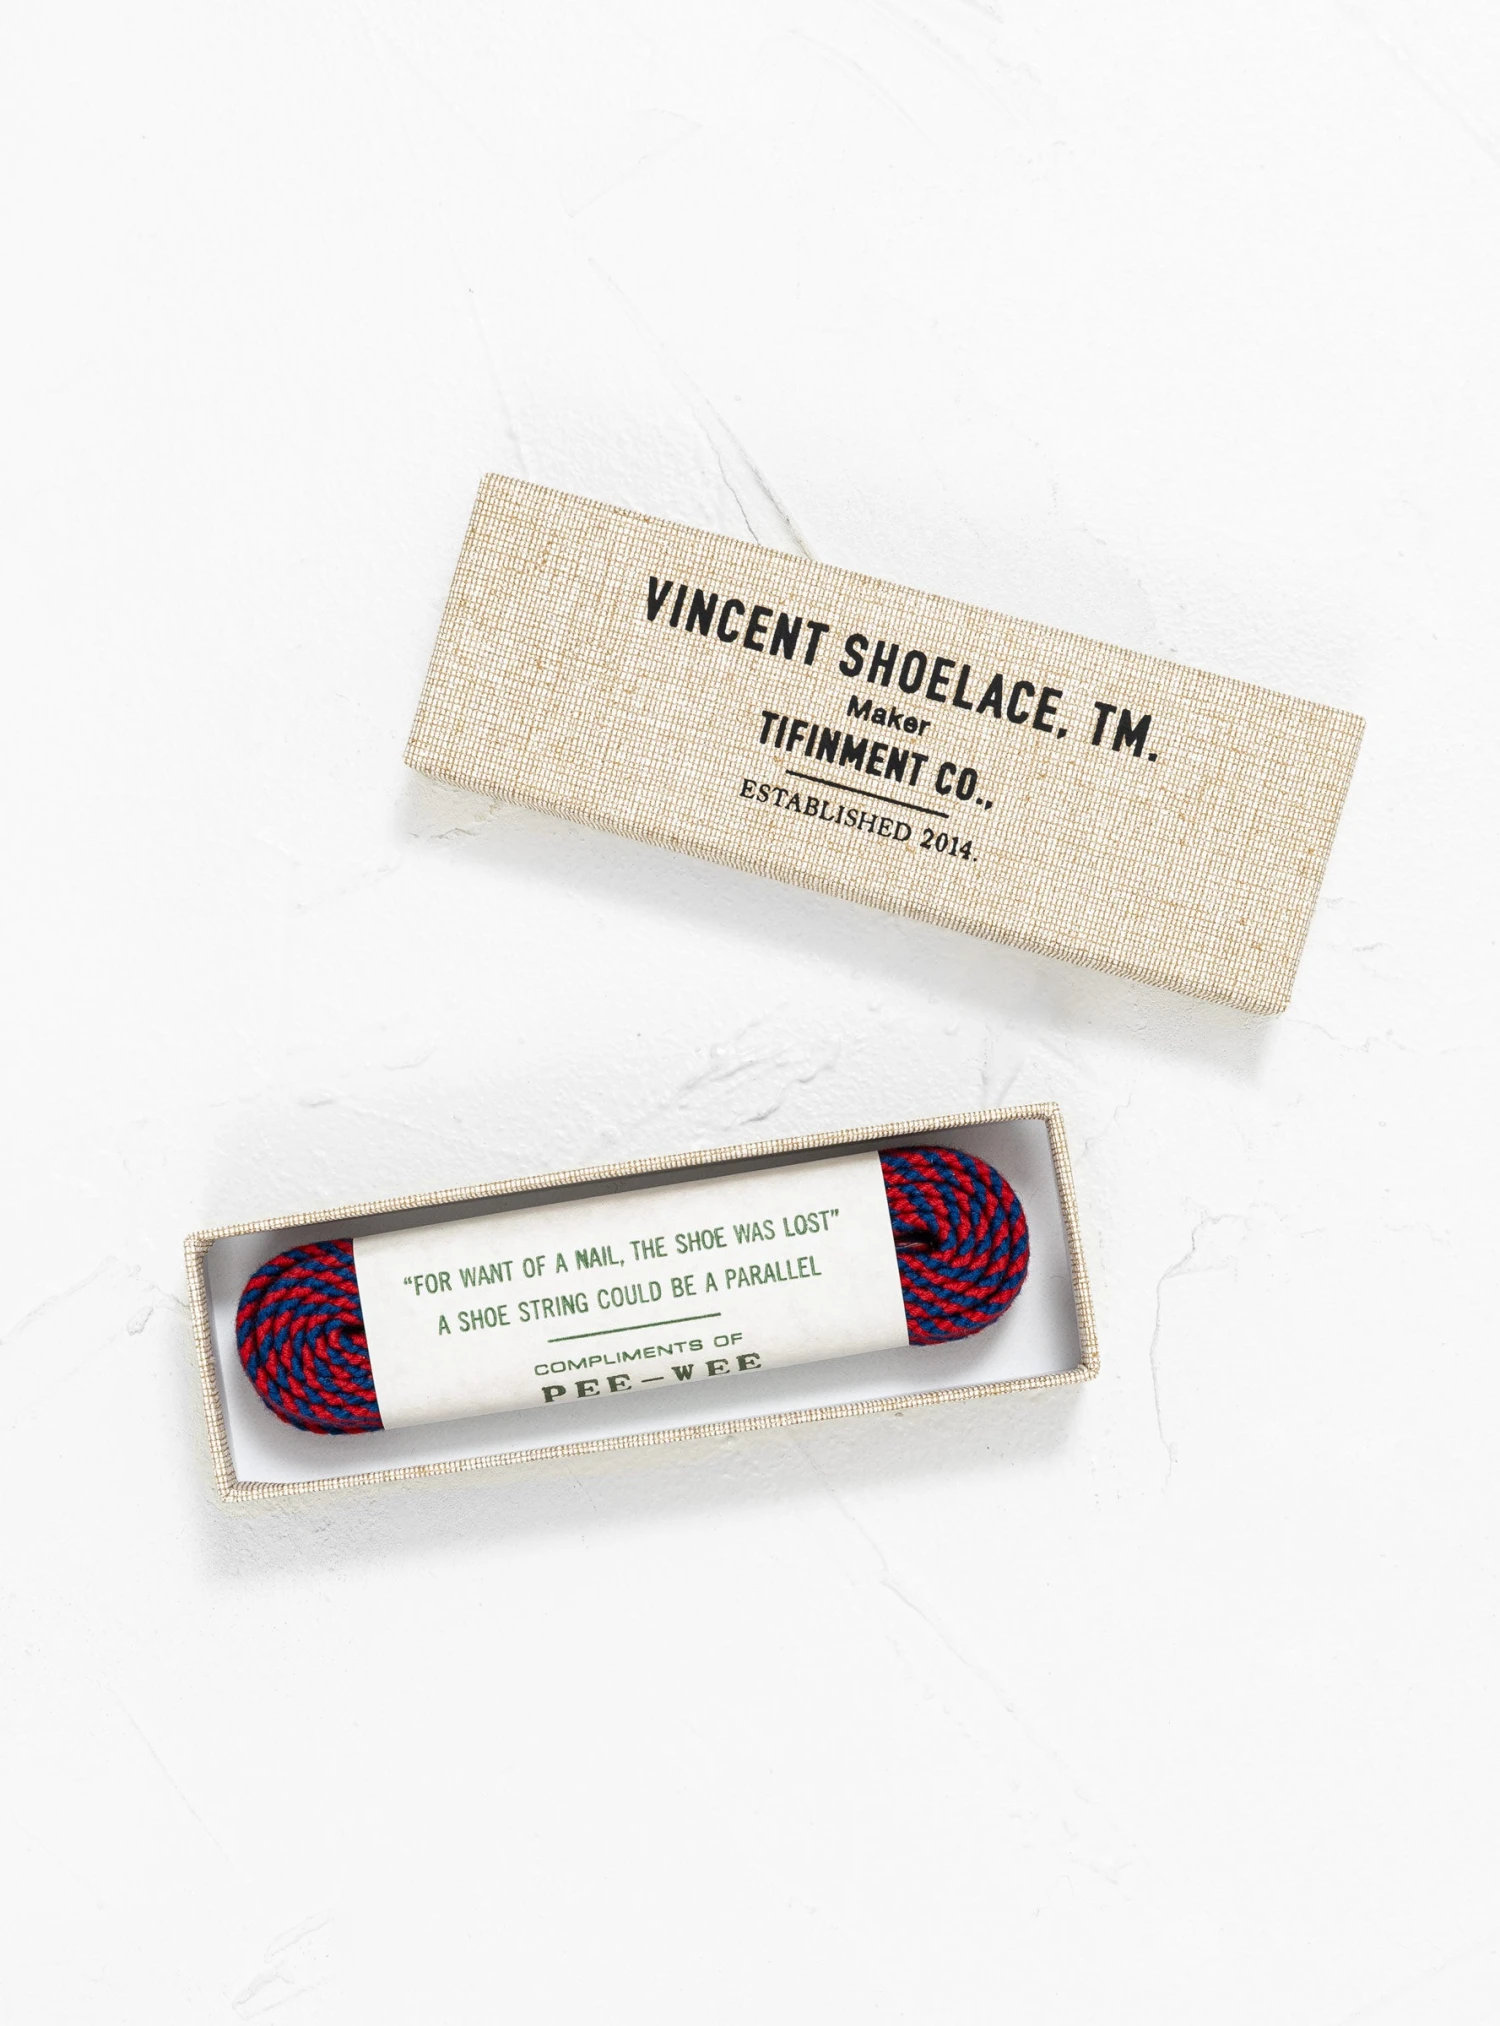 VINCENT SHOELACE, TM.
Maker
TIFINMENT CO.,
ESTABLISHED 2014.
“FOR WANT OF A NAIL, THE SHOE WAS LOST”
A SHOE STRING COULD BE A PARALLEL
COMPLIMENTS OF
PEE-WEE